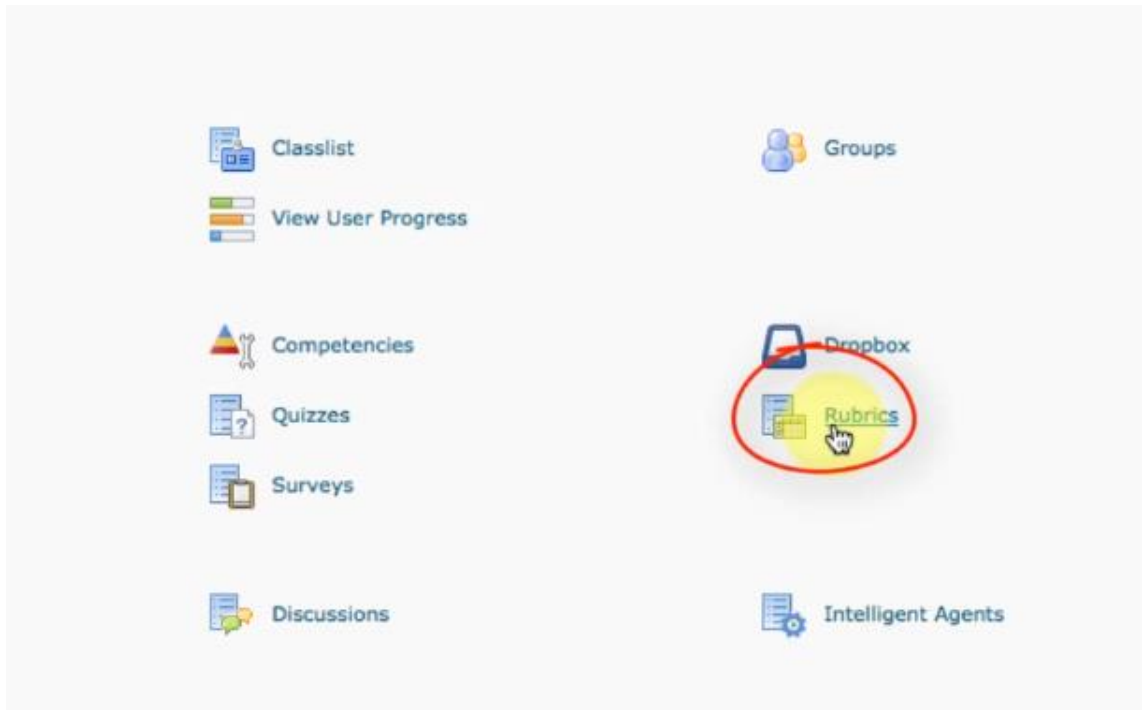 Classlist
Groups
View User Progress
Competencies
Dropbox
Quizzes
?
Rubrics
Surveys
Discussions
Intelligent Agents